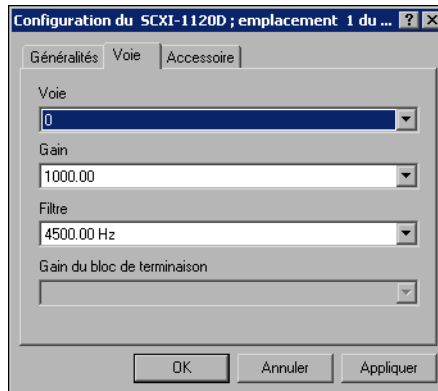 Configuration du SCXI-1120D ; emplacement 1 du ...
Généralités Voie Accessoire
Voie
0
Gain
1000.00
Filtre
4500.00 Hz
Gain du bloc de terminaison
OK Annuler Appliquer